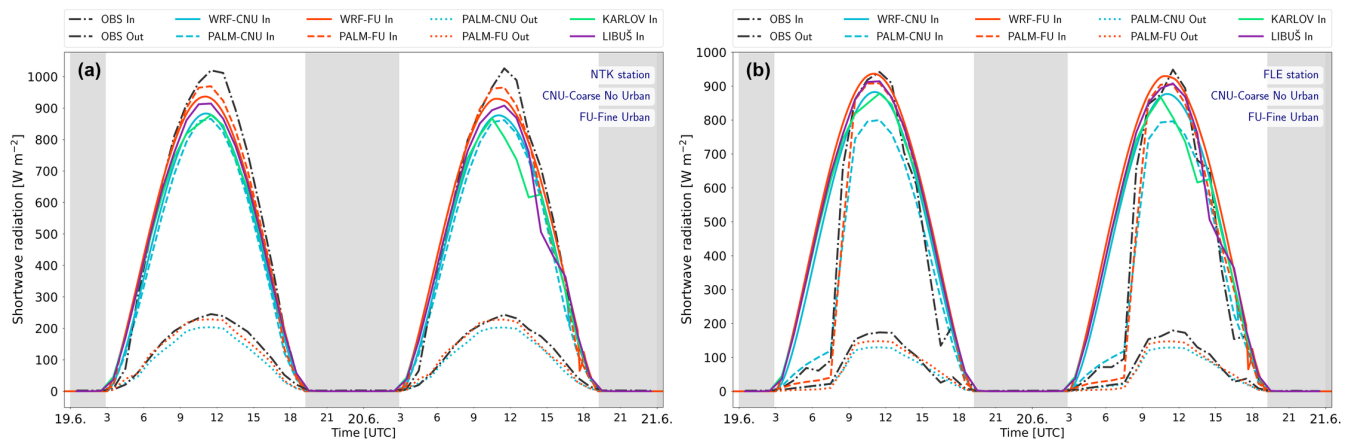 OBS In WRF-CNU In WRF-FU In PALM-CNU Out KARLOV In
OBS Out PALM-CNU In PALM-FU In PALM-FU Out LIBUŠ In
(a)
NTK station
CNU-Coarse No Urban
FU-Fine Urban
Shortwave radiation [W m⁻²]
1000
900
800
700
600
500
400
300
200
100
0
19.6. 3 6 9 12 15 18 21 20.6. 3 6 9 12 15 18 21 21.6.
Time [UTC]
OBS In WRF-CNU In WRF-FU In PALM-CNU Out KARLOV In
OBS Out PALM-CNU In PALM-FU In PALM-FU Out LIBUŠ In
(b)
FLE station
CNU-Coarse No Urban
FU-Fine Urban
Shortwave radiation [W m⁻²]
1000
900
800
700
600
500
400
300
200
100
0
19.6. 3 6 9 12 15 18 21 20.6. 3 6 9 12 15 18 21 21.6.
Time [UTC]